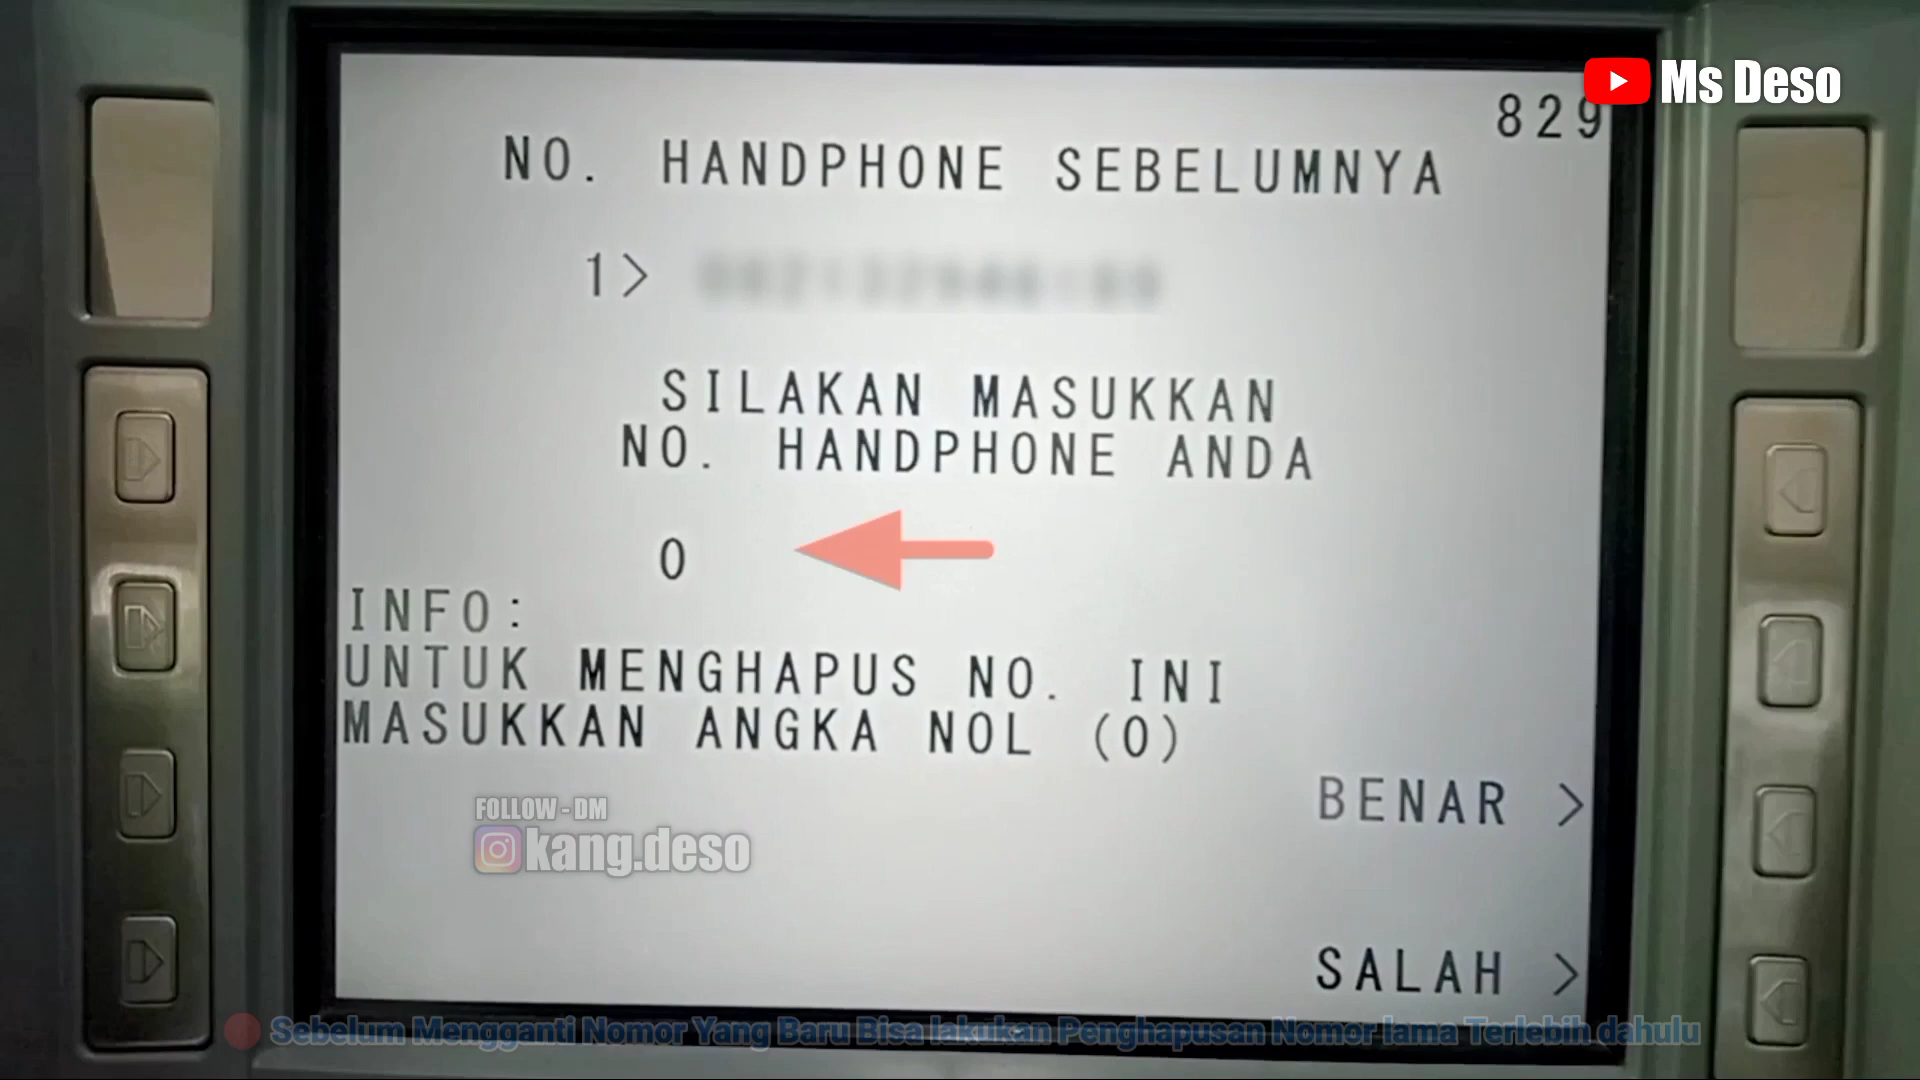 Ms Deso
829
NO. HANDPHONE SEBELUMNYA
1>
SILAKAN MASUKKAN
NO. HANDPHONE ANDA
0
INFO:
UNTUK MENGHAPUS NO. INI
MASUKKAN ANGKA NOL (0)
BENAR >
FOLLOW - DM
kang.deso
SALAH >
Sebelum Mengganti Nomor Yang Baru Bisa lakukan Penghapusan Nomor lama Terlebih dahulu